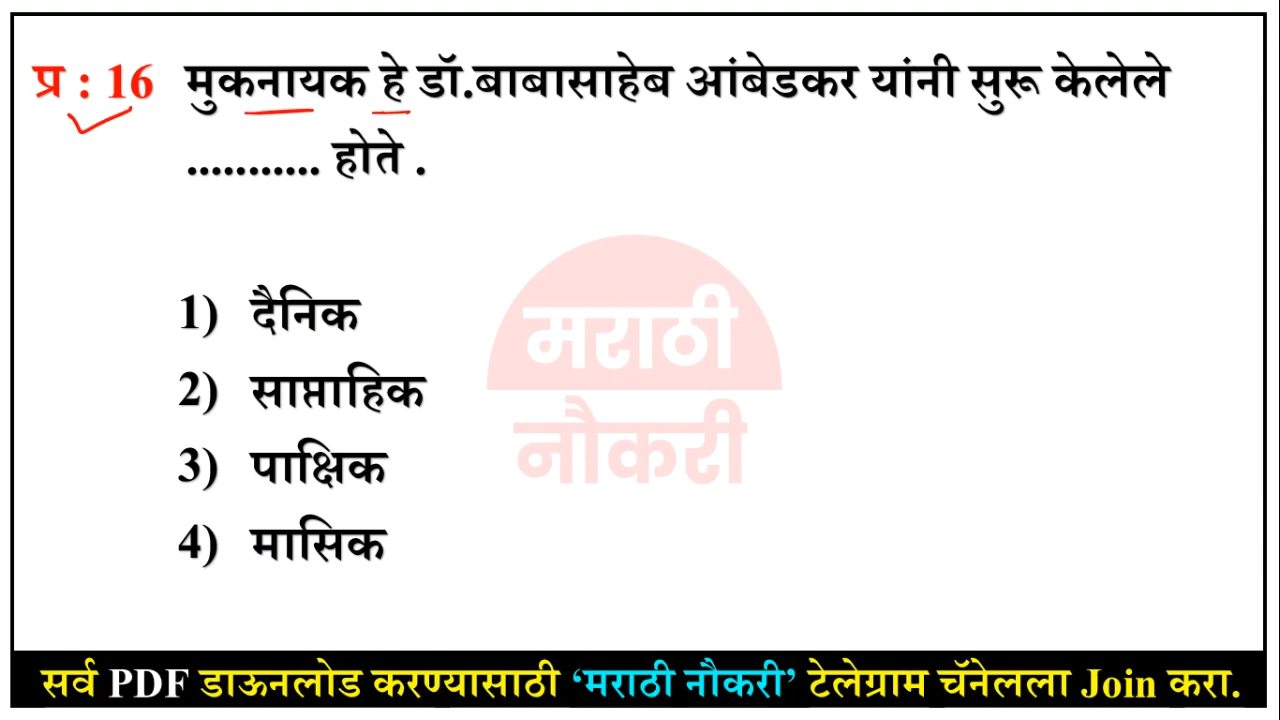 प्र : 16 मुकनायक हे डॉ.बाबासाहेब आंबेडकर यांनी सुरू केलेले
........... होते .
1) दैनिक
मराठी
2) साप्ताहिक
नौकरी
3) पाक्षिक
4) मासिक
सर्व PDF डाऊनलोड करण्यासाठी ‘मराठी नौकरी’ टेलेग्राम चॅनेलला Join करा.